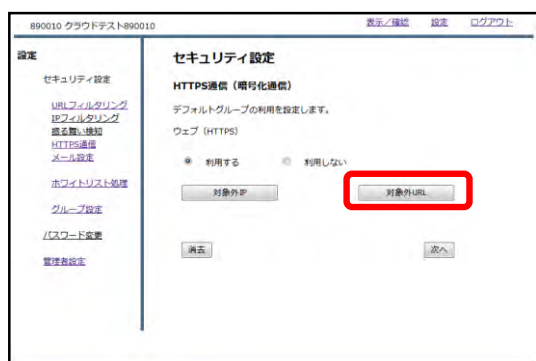 890010 クラウドテスト890010
表示／確認 設定 ログアウト
設定
セキュリティ設定
URLフィルタリング
IPフィルタリング
振る舞い検知
HTTPS通信
メール設定
ホワイトリスト処理
グループ設定
パスワード変更
管理者設定
セキュリティ設定
HTTPS通信（暗号化通信）
デフォルトグループの利用を設定します。
ウェブ（HTTPS）
利用する 利用しない
対象外IP 対象外URL
消去 次へ